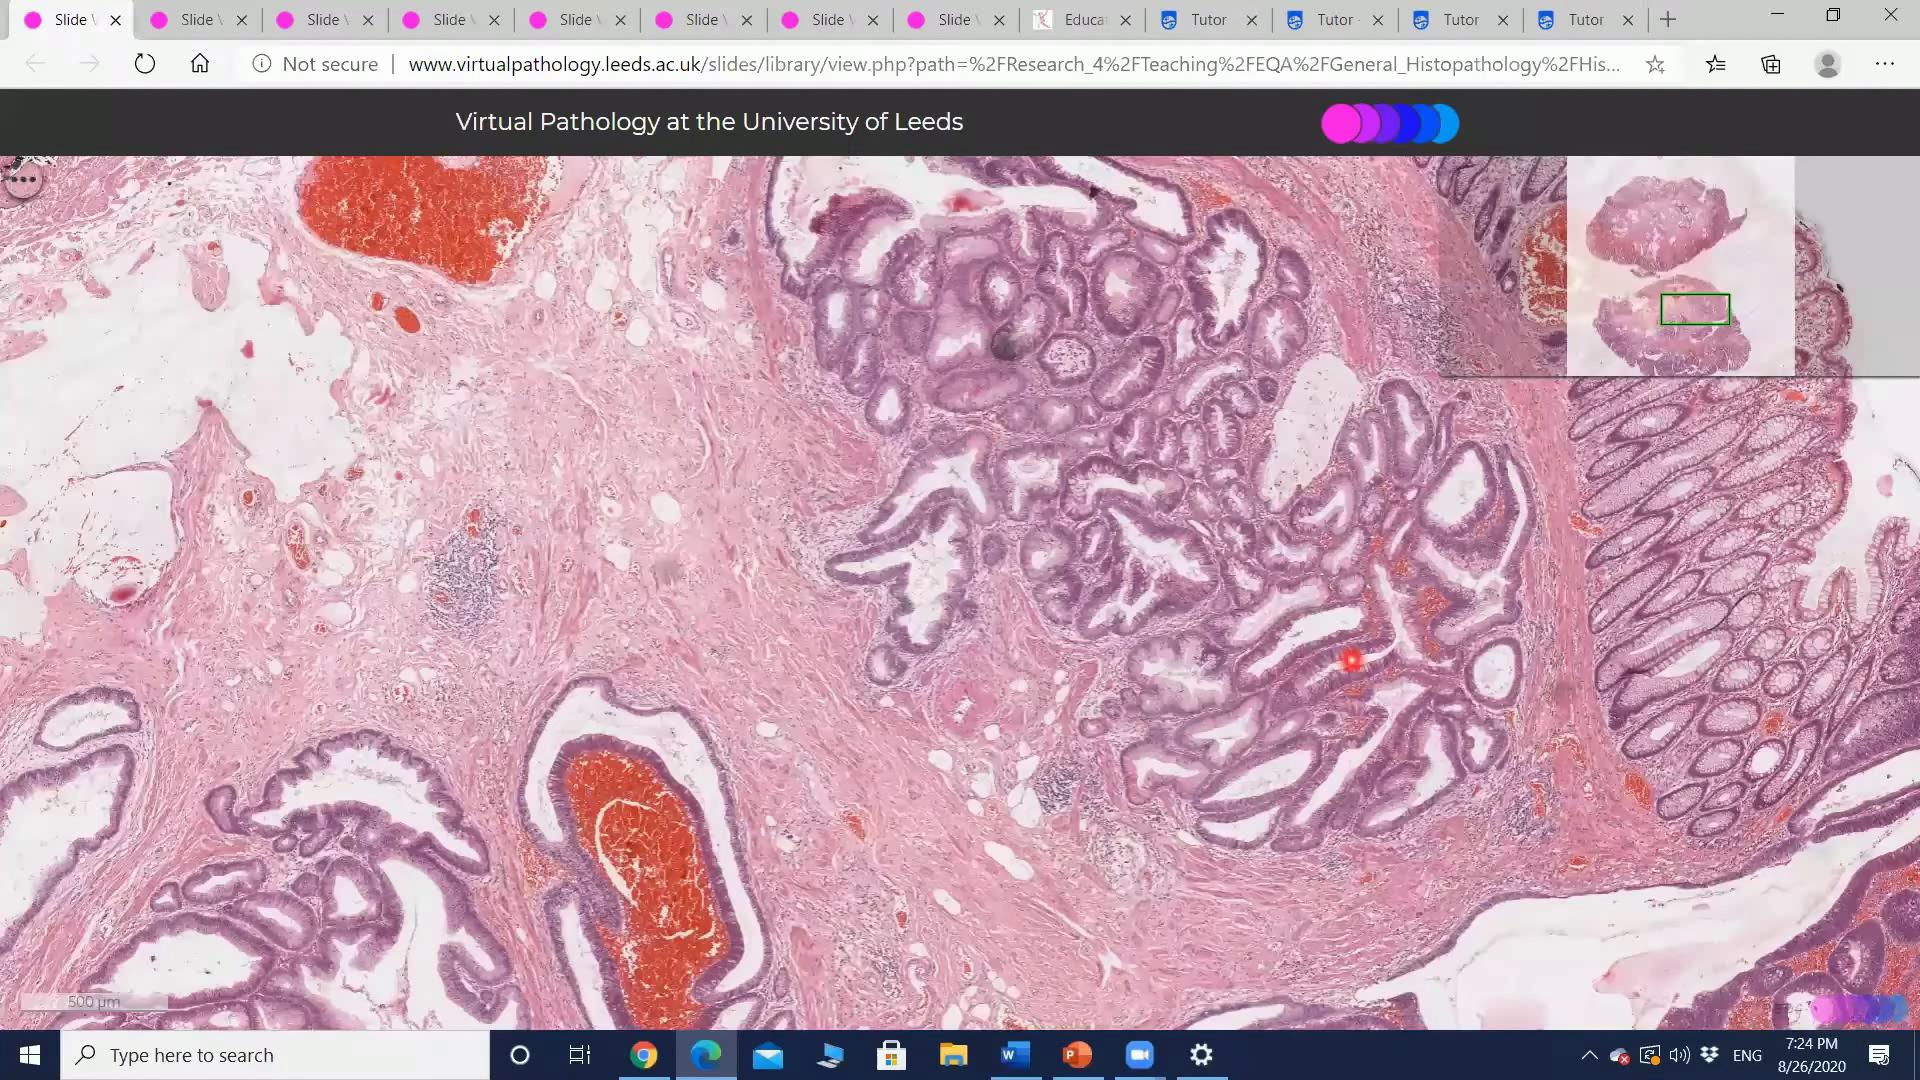 Slide
Slide \
Slide \
Slide \
Slide \
Slide \
Slide \
Slide \
Educat
Tutor
Tutor
Tutor
Tutor
Not secure
www.virtualpathology.leeds.ac.uk/slides/library/view.php?path=%2FResearch_4%2FTeaching%2FEQA%2FGeneral_Histopathology%2FHis...
Virtual Pathology at the University of Leeds
500 µm
Type here to search
ENG
7:24 PM
8/26/2020